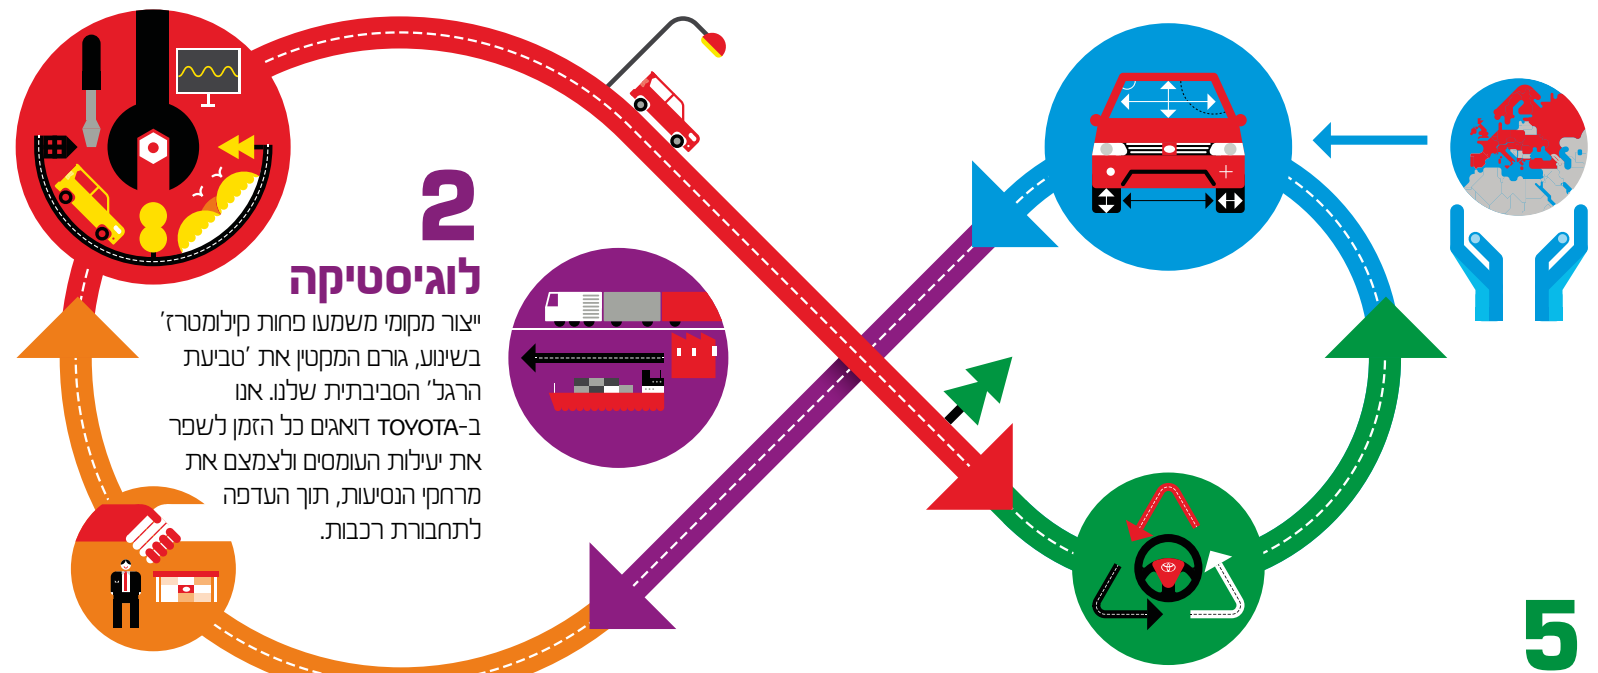 2
לוגיסטיקה
ייצור מקומי משמעו פחות קילומטרז'
בשינוע, גורם המקטין את 'טביעת
הרגל' הסביבתית שלנו. אנו
ב-TOYOTA דואגים כל הזמן לשפר
את יעילות העומסים ולצמצם את
מרחקי הנסיעות, תוך העדפה
לתחבורת רכבות.
5